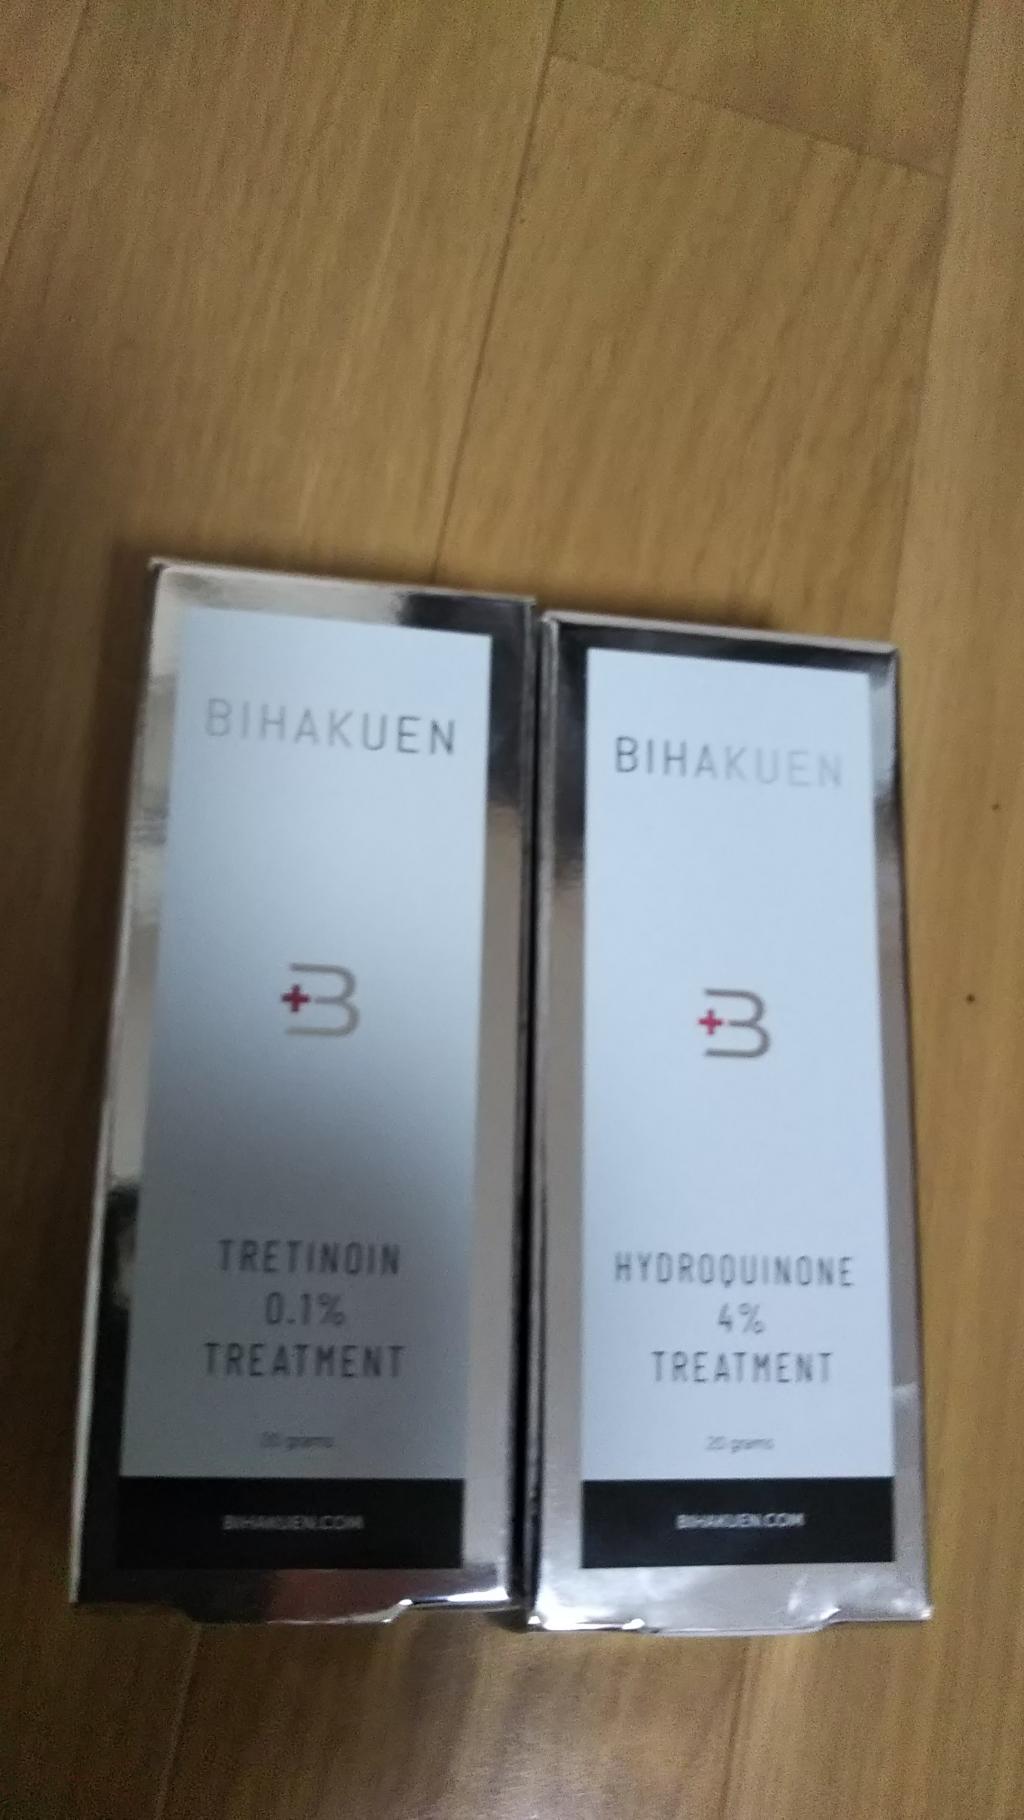 BIHAKUEN
+B
TRETINOIN
0.1%
TREATMENT
20 grams
BIHAKUEN.COM
BIHAKUEN
+B
HYDROQUINONE
4%
TREATMENT
20 grams
BIHAKUEN.COM